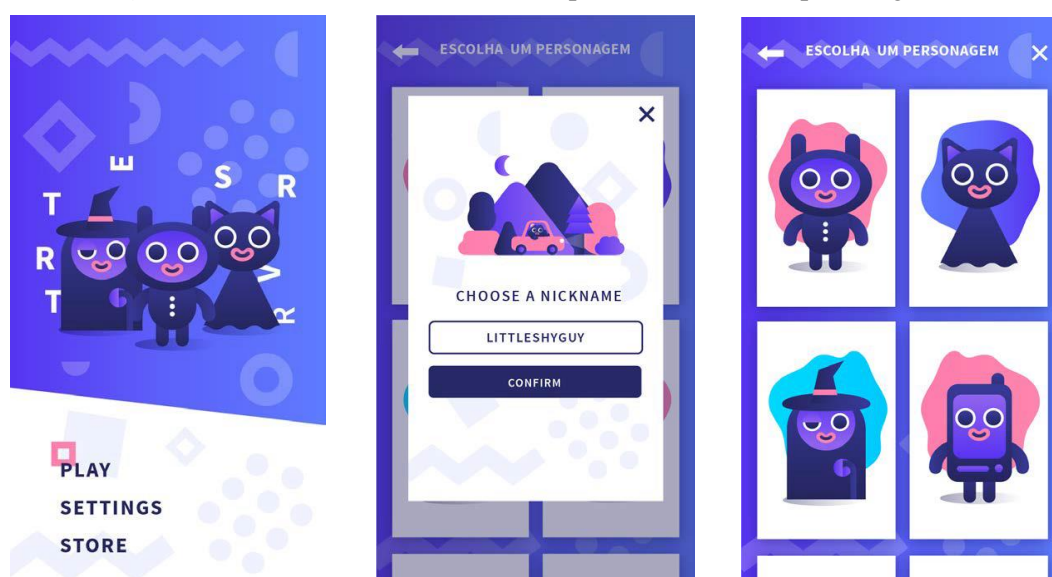 E
S
R
T
R
T
V
R
PLAY
SETTINGS
STORE
ESCOLHA UM PERSONAGEM
CHOOSE A NICKNAME
LITTLESHYGUY
CONFIRM
ESCOLHA UM PERSONAGEM